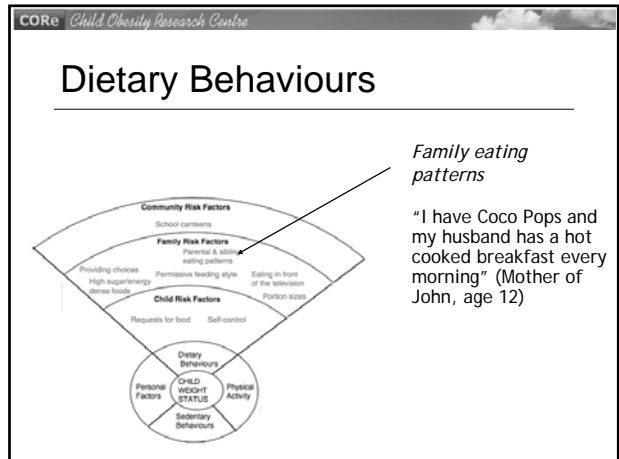 CORe Child Obesity Research Centre
Dietary Behaviours
Family eating
patterns
"I have Coco Pops and
my husband has a hot
cooked breakfast every
morning" (Mother of
John, age 12)
Community Risk Factors
School canteens
Family Risk Factors
Parental & sibling
eating patterns
Providing choices
Permissive feeding style
Eating in front
of the television
High sugar/energy
dense foods
Portion sizes
Child Risk Factors
Requests for food
Self-control
Dietary
Behaviours
Personal
Factors
CHILD
WEIGHT
STATUS
Physical
Activity
Sedentary
Behaviours